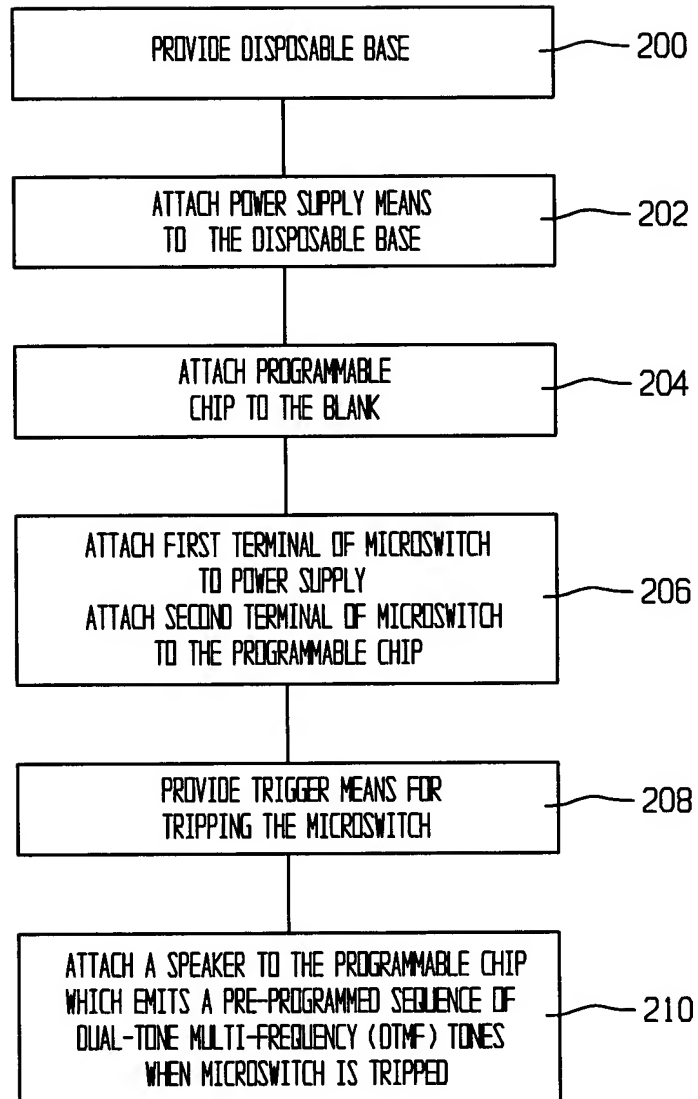 PROVIDE DISPOSABLE BASE
200
ATTACH POWER SUPPLY MEANS
TO THE DISPOSABLE BASE
202
ATTACH PROGRAMMABLE
CHIP TO THE BLANK
204
ATTACH FIRST TERMINAL OF MICROSWITCH
TO POWER SUPPLY
ATTACH SECOND TERMINAL OF MICROSWITCH
TO THE PROGRAMMABLE CHIP
206
PROVIDE TRIGGER MEANS FOR
TRIPPING THE MICROSWITCH
208
ATTACH A SPEAKER TO THE PROGRAMMABLE CHIP
WHICH EMITS A PRE-PROGRAMMED SEQUENCE OF
DUAL-TONE MULTI-FREQUENCY (DTMF) TONES
WHEN MICROSWITCH IS TRIPPED
210